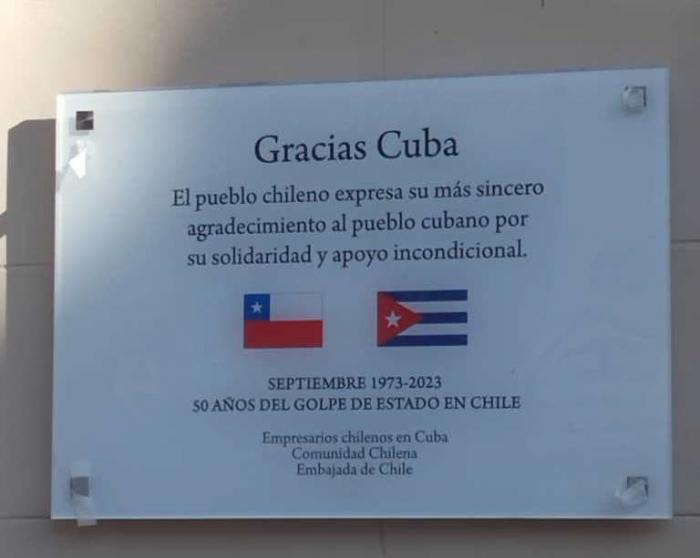 Gracias Cuba
El pueblo chileno expresa su más sincero
agradecimiento al pueblo cubano por
su solidaridad y apoyo incondicional.
SEPTIEMBRE 1973-2023
50 AÑOS DEL GOLPE DE ESTADO EN CHILE
Empresarios chilenos en Cuba
Comunidad Chilena
Embajada de Chile